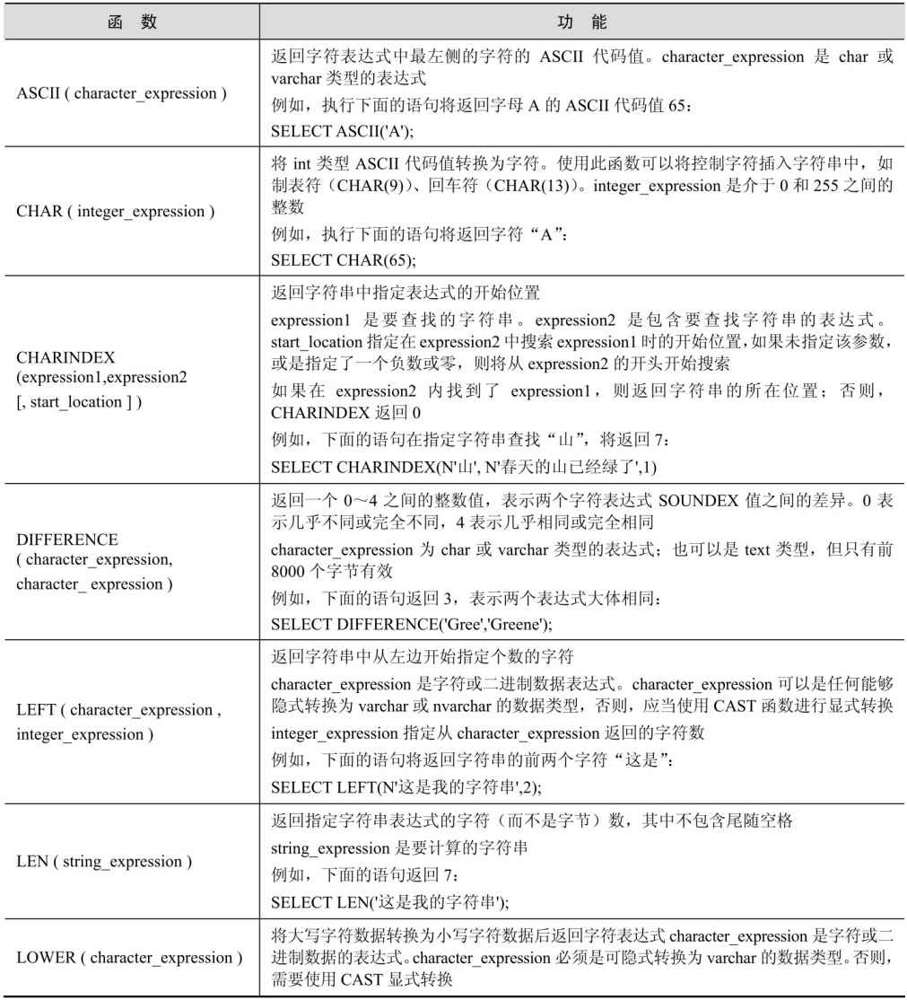 函 数
功 能
ASCII ( character_expression )
返回字符表达式中最左侧的字符的 ASCII 代码值。character_expression 是 char 或
varchar 类型的表达式
例如，执行下面的语句将返回字母 A 的 ASCII 代码值 65：
SELECT ASCII('A');
CHAR ( integer_expression )
将 int 类型 ASCII 代码值转换为字符。使用此函数可以将控制字符插入字符串中，如
制表符（CHAR(9)）、回车符（CHAR(13)）。integer_expression 是介于 0 和 255 之间的
整数
例如，执行下面的语句将返回字符“A”：
SELECT CHAR(65);
CHARINDEX
(expression1,expression2
[, start_location ] )
返回字符串中指定表达式的开始位置
expression1 是要查找的字符串。expression2 是包含要查找字符串的表达式。
start_location 指定在 expression2 中搜索 expression1 时的开始位置，如果未指定该参数，
或是指定了一个负数或零，则将从 expression2 的开头开始搜索
如果在 expression2 内找到了 expression1，则返回字符串的所在位置；否则，
CHARINDEX 返回 0
例如，下面的语句在指定字符串查找“山”，将返回 7：
SELECT CHARINDEX(N'山', N'春天的山已经绿了',1)
DIFFERENCE
( character_expression,
character_ expression )
返回一个 0～4 之间的整数值，表示两个字符表达式 SOUNDEX 值之间的差异。0 表
示几乎不同或完全不同，4 表示几乎相同或完全相同
character_expression 为 char 或 varchar 类型的表达式；也可以是 text 类型，但只有前
8000 个字节有效
例如，下面的语句返回 3，表示两个表达式大体相同：
SELECT DIFFERENCE('Gree','Greene');
LEFT ( character_expression ,
integer_expression )
返回字符串中从左边开始指定个数的字符
character_expression 是字符或二进制数据表达式。character_expression 可以是任何能够
隐式转换为 varchar 或 nvarchar 的数据类型，否则，应当使用 CAST 函数进行显式转换
integer_expression 指定从 character_expression 返回的字符数
例如，下面的语句将返回字符串的前两个字符“这是”：
SELECT LEFT(N'这是我的字符串',2);
LEN ( string_expression )
返回指定字符串表达式的字符（而不是字节）数，其中不包含尾随空格
string_expression 是要计算的字符串
例如，下面的语句返回 7：
SELECT LEN('这是我的字符串');
LOWER ( character_expression )
将大写字符数据转换为小写字符数据后返回字符表达式 character_expression 是字符或二
进制数据的表达式。character_expression 必须是可隐式转换为 varchar 的数据类型。否则，
需要使用 CAST 显式转换